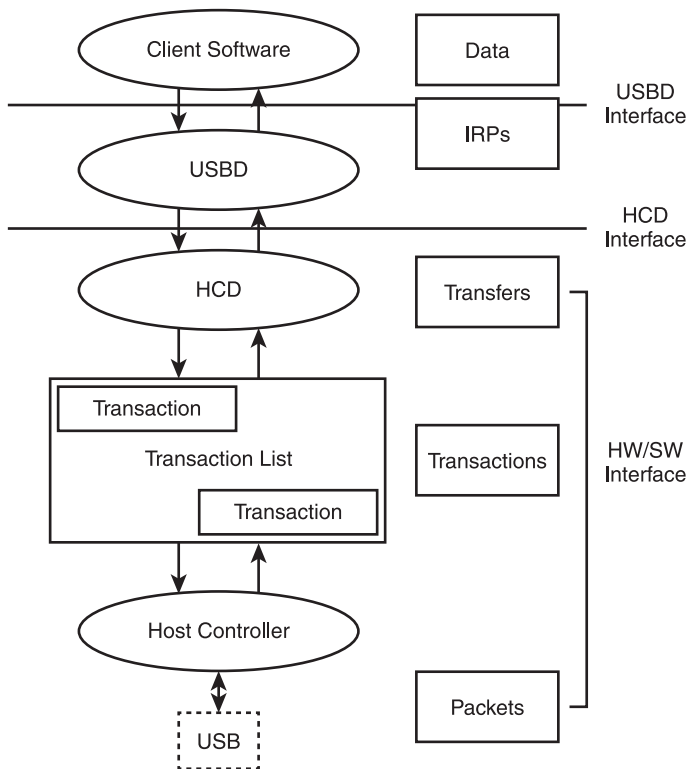 Client Software
Data
USBD
Interface
IRPs
USBD
HCD
Interface
HCD
Transfers
Transaction
Transaction List
Transactions
HW/SW
Interface
Transaction
Host Controller
Packets
USB